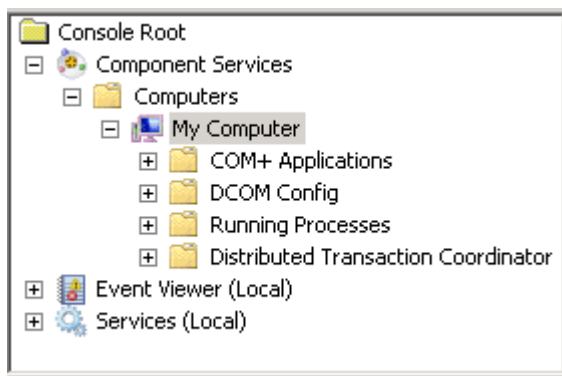 Console Root
Component Services
Computers
My Computer
COM+ Applications
DCOM Config
Running Processes
Distributed Transaction Coordinator
Event Viewer (Local)
Services (Local)